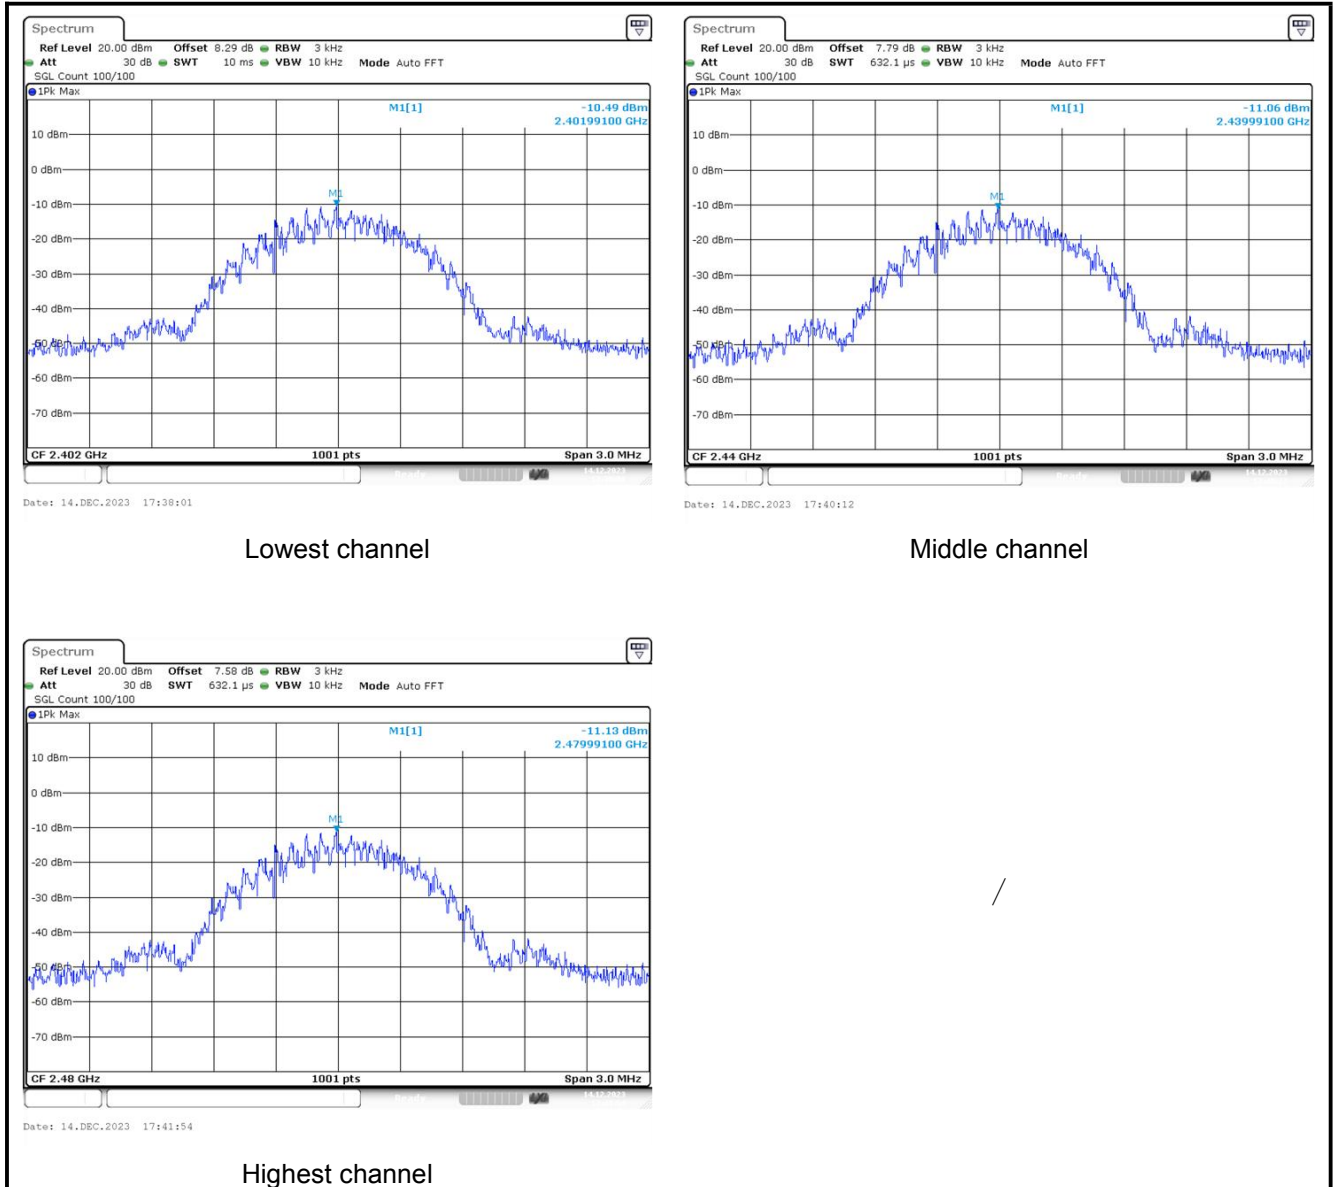 Spectrum
Ref Level 20.00 dBm Offset 8.29 dB RBW 3 kHz
Att 30 dB SWT 10 ms VBW 10 kHz Mode Auto FFT
SGL Count 100/100
1Pk Max
M1[1] -10.49 dBm
2.40199100 GHz
10 dBm
0 dBm
M1
-10 dBm
-20 dBm
-30 dBm
-40 dBm
-50 dBm
-60 dBm
-70 dBm
CF 2.402 GHz 1001 pts Span 3.0 MHz
Ready 14.12.2023
Date: 14.DEC.2023 17:38:01
Lowest channel
Spectrum
Ref Level 20.00 dBm Offset 7.79 dB RBW 3 kHz
Att 30 dB SWT 632.1 µs VBW 10 kHz Mode Auto FFT
SGL Count 100/100
1Pk Max
M1[1] -11.06 dBm
2.43999100 GHz
10 dBm
0 dBm
M1
-10 dBm
-20 dBm
-30 dBm
-40 dBm
-50 dBm
-60 dBm
-70 dBm
CF 2.44 GHz 1001 pts Span 3.0 MHz
Ready 14.12.2023
Date: 14.DEC.2023 17:40:12
Middle channel
Spectrum
Ref Level 20.00 dBm Offset 7.58 dB RBW 3 kHz
Att 30 dB SWT 632.1 µs VBW 10 kHz Mode Auto FFT
SGL Count 100/100
1Pk Max
M1[1] -11.13 dBm
2.47999100 GHz
10 dBm
0 dBm
M1
-10 dBm
-20 dBm
-30 dBm
-40 dBm
-50 dBm
-60 dBm
-70 dBm
CF 2.48 GHz 1001 pts Span 3.0 MHz
Ready 14.12.2023
Date: 14.DEC.2023 17:41:54
Highest channel
/